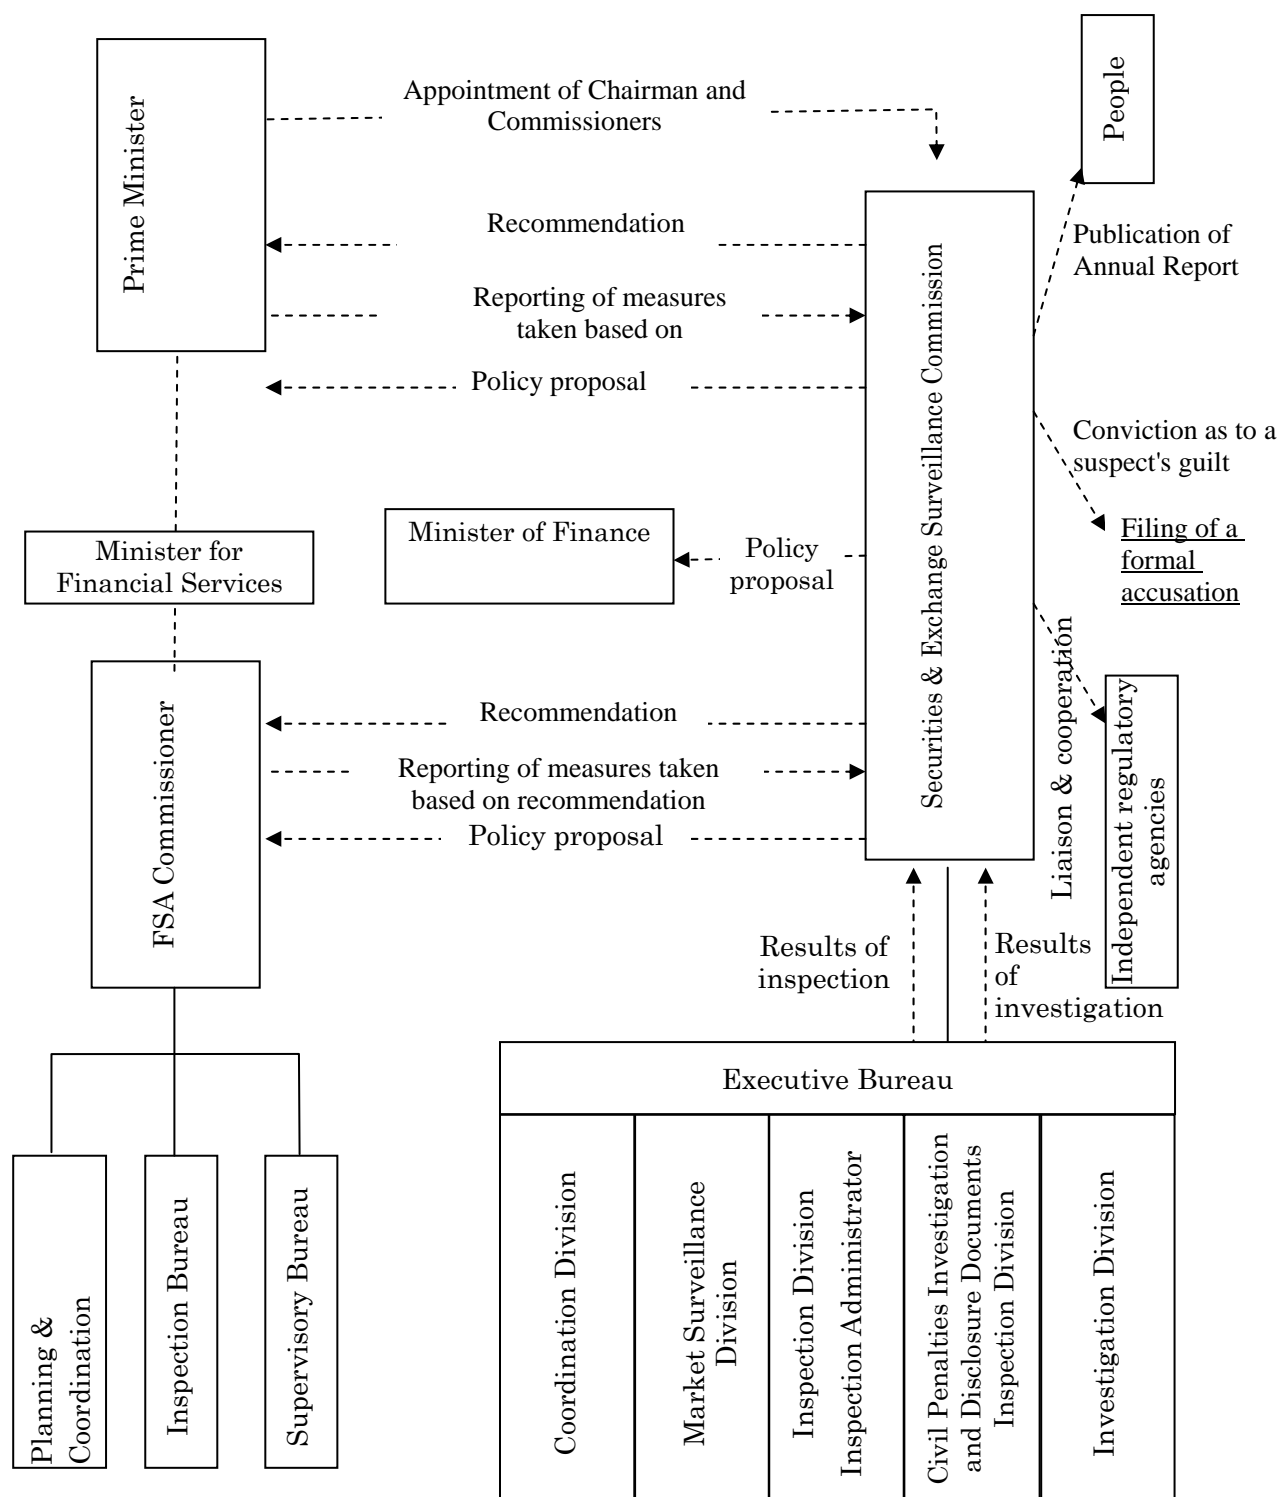 Prime Minister
Appointment of Chairman and
Commissioners
People
Recommendation
Reporting of measures
taken based on
Policy proposal
Securities & Exchange Surveillance Commission
Publication of
Annual Report
Conviction as to a
suspect's guilt
Filing of a
formal
accusation
Minister for
Financial Services
Minister of Finance
Policy
proposal
FSA Commissioner
Recommendation
Reporting of measures taken
based on recommendation
Policy proposal
Liaison & cooperation
Independent regulatory
agencies
Results of
inspection
Results
of
investigation
Executive Bureau
Planning &
Coordination
Inspection Bureau
Supervisory Bureau
Coordination Division
Market Surveillance
Division
Inspection Division
Inspection Administrator
Civil Penalties Investigation
and Disclosure Documents
Inspection Division
Investigation Division